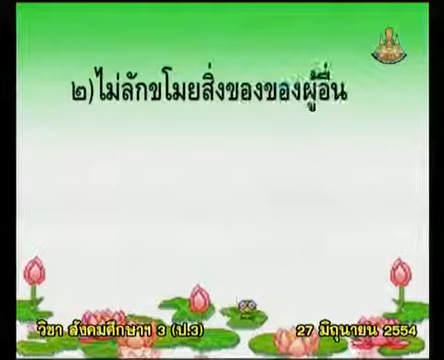 ๒)ไม่ลักขโมยสิ่งของของผู้อื่น
วิชา สังคมศึกษาฯ 3 (ป.3)
27 มิถุนายน 2554